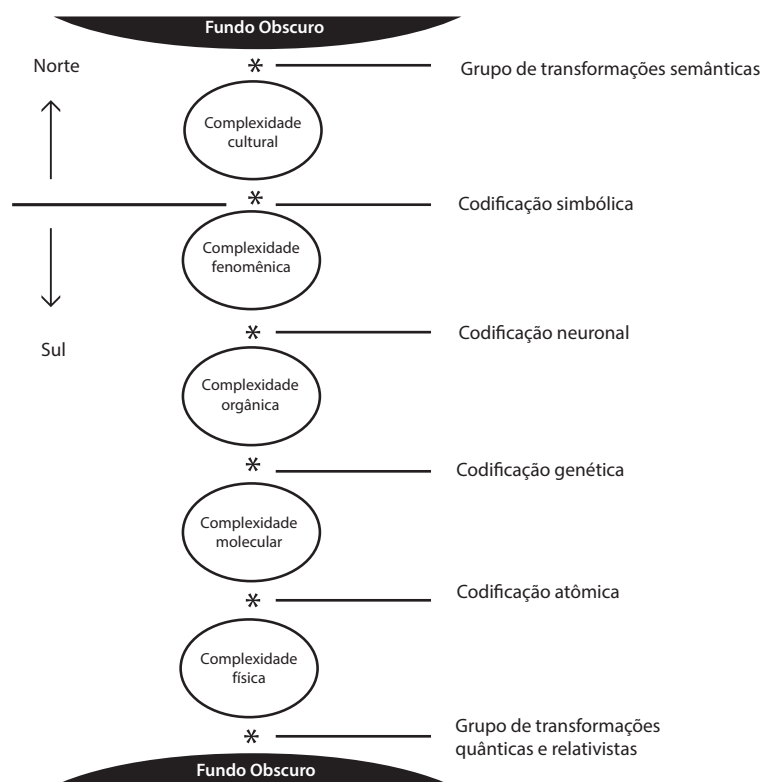 Fundo Obscuro
Norte
*
Grupo de transformações semânticas
Complexidade
cultural
*
Codificação simbólica
Complexidade
fenomênica
*
Codificação neuronal
Sul
Complexidade
orgânica
*
Codificação genética
Complexidade
molecular
*
Codificação atômica
Complexidade
física
*
Grupo de transformações
quânticas e relativistas
Fundo Obscuro